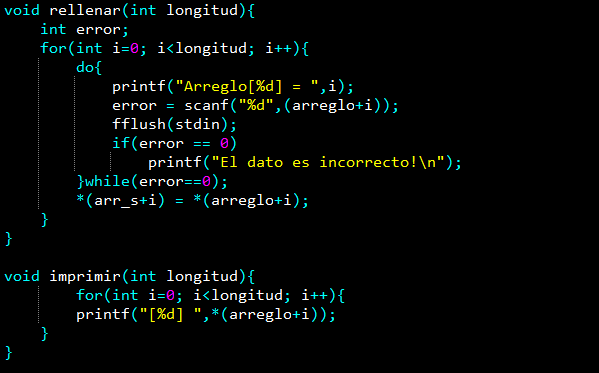 void rellenar(int longitud){
    int error;
    for(int i=0; i<longitud; i++){
        do{
            printf("Arreglo[%d] = ",i);
            error = scanf("%d",(arreglo+i));
            fflush(stdin);
            if(error == 0)
                printf("El dato es incorrecto!\n");
        }while(error==0);
        *(arr_s+i) = *(arreglo+i);
    }
}

void imprimir(int longitud){
        for(int i=0; i<longitud; i++){
        printf("[%d] ",*(arreglo+i));
    }
}